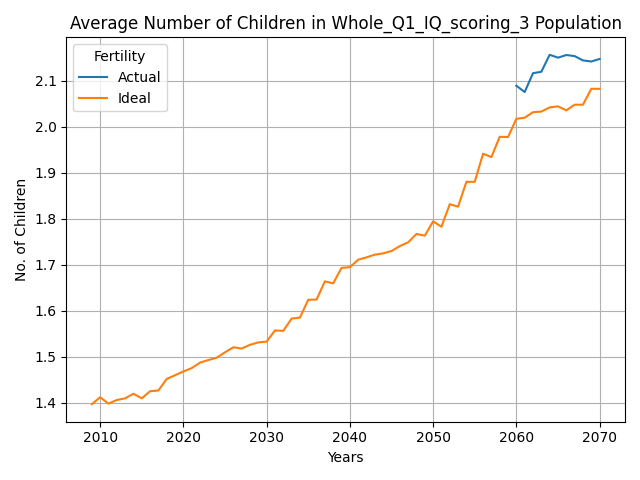 Average Number of Children in Whole_Q1_IQ_scoring_3 Population
Fertility
Actual
Ideal
No. of Children
2.1
2.0
1.9
1.8
1.7
1.6
1.5
1.4
2010 2020 2030 2040 2050 2060 2070
Years